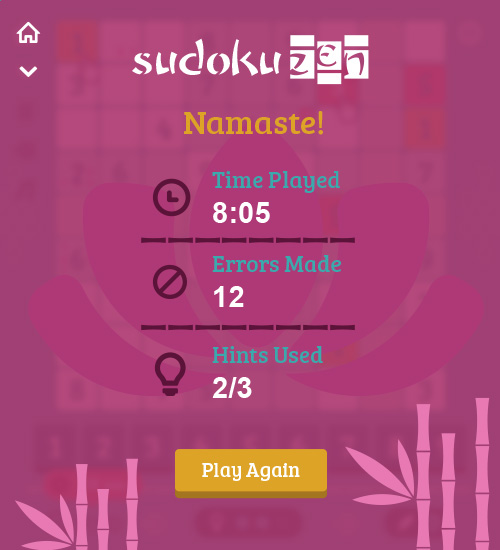 sudoku zen
Namaste!
Time Played
8:05
Errors Made
12
Hints Used
2/3
Play Again